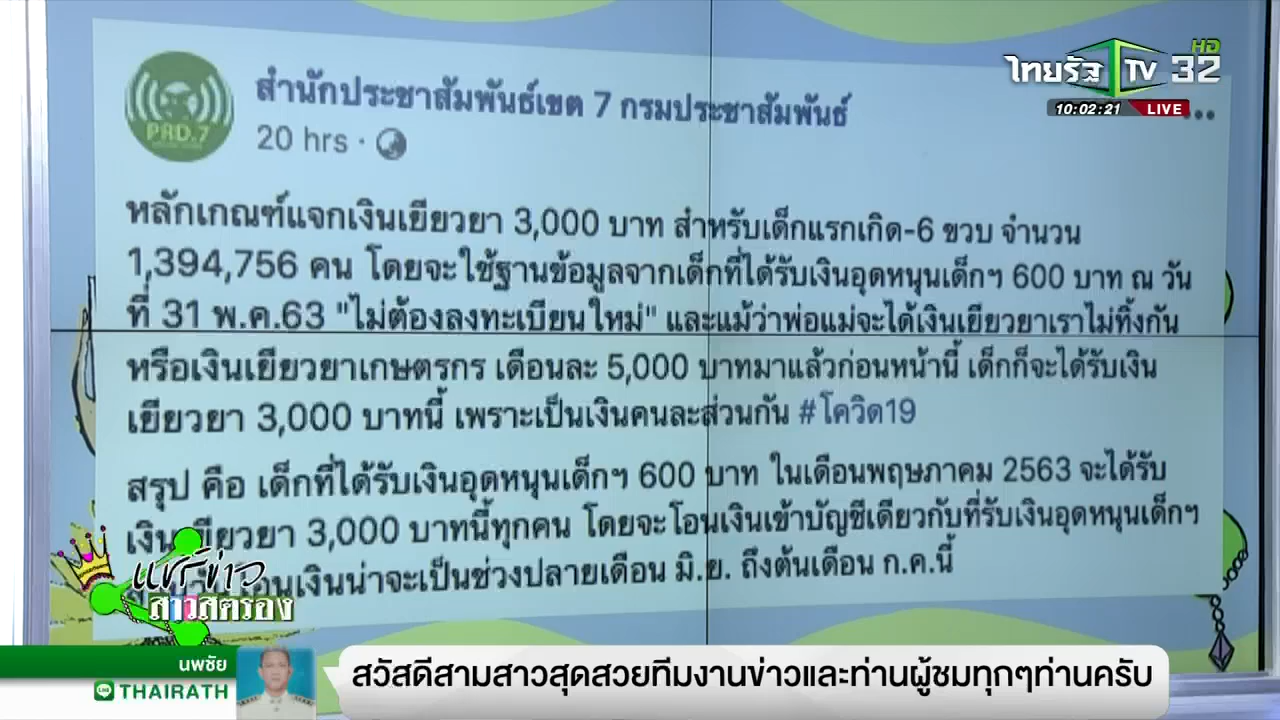 สำนักประชาสัมพันธ์เขต 7 กรมประชาสัมพันธ์
20 hrs ·
PRD.7
ไทยรัฐ TV 32 HD
10:02:21 LIVE
หลักเกณฑ์แจกเงินเยียวยา 3,000 บาท สำหรับเด็กแรกเกิด-6 ขวบ จำนวน
1,394,756 คน โดยจะใช้ฐานข้อมูลจากเด็กที่ได้รับเงินอุดหนุนเด็กฯ 600 บาท ณ วัน
ที่ 31 พ.ค.63 "ไม่ต้องลงทะเบียนใหม่" และแม้ว่าพ่อแม่จะได้เงินเยียวยาเราไม่ทิ้งกัน
หรือเงินเยียวยาเกษตรกร เดือนละ 5,000 บาทมาแล้วก่อนหน้านี้ เด็กก็จะได้รับเงิน
เยียวยา 3,000 บาทนี้ เพราะเป็นเงินคนละส่วนกัน #โควิด19
สรุป คือ เด็กที่ได้รับเงินอุดหนุนเด็กฯ 600 บาท ในเดือนพฤษภาคม 2563 จะได้รับ
เงินเยียวยา 3,000 บาทนี้ทุกคน โดยจะโอนเงินเข้าบัญชีเดียวกับที่รับเงินอุดหนุนเด็กฯ
โอนเงินน่าจะเป็นช่วงปลายเดือน มิ.ย. ถึงต้นเดือน ก.ค.นี้
แชร์ข่าว
สาวสตรอง
นพชัย
LINE THAIRATH
สวัสดีสามสาวสุดสวยทีมงานข่าวและท่านผู้ชมทุกๆท่านครับ